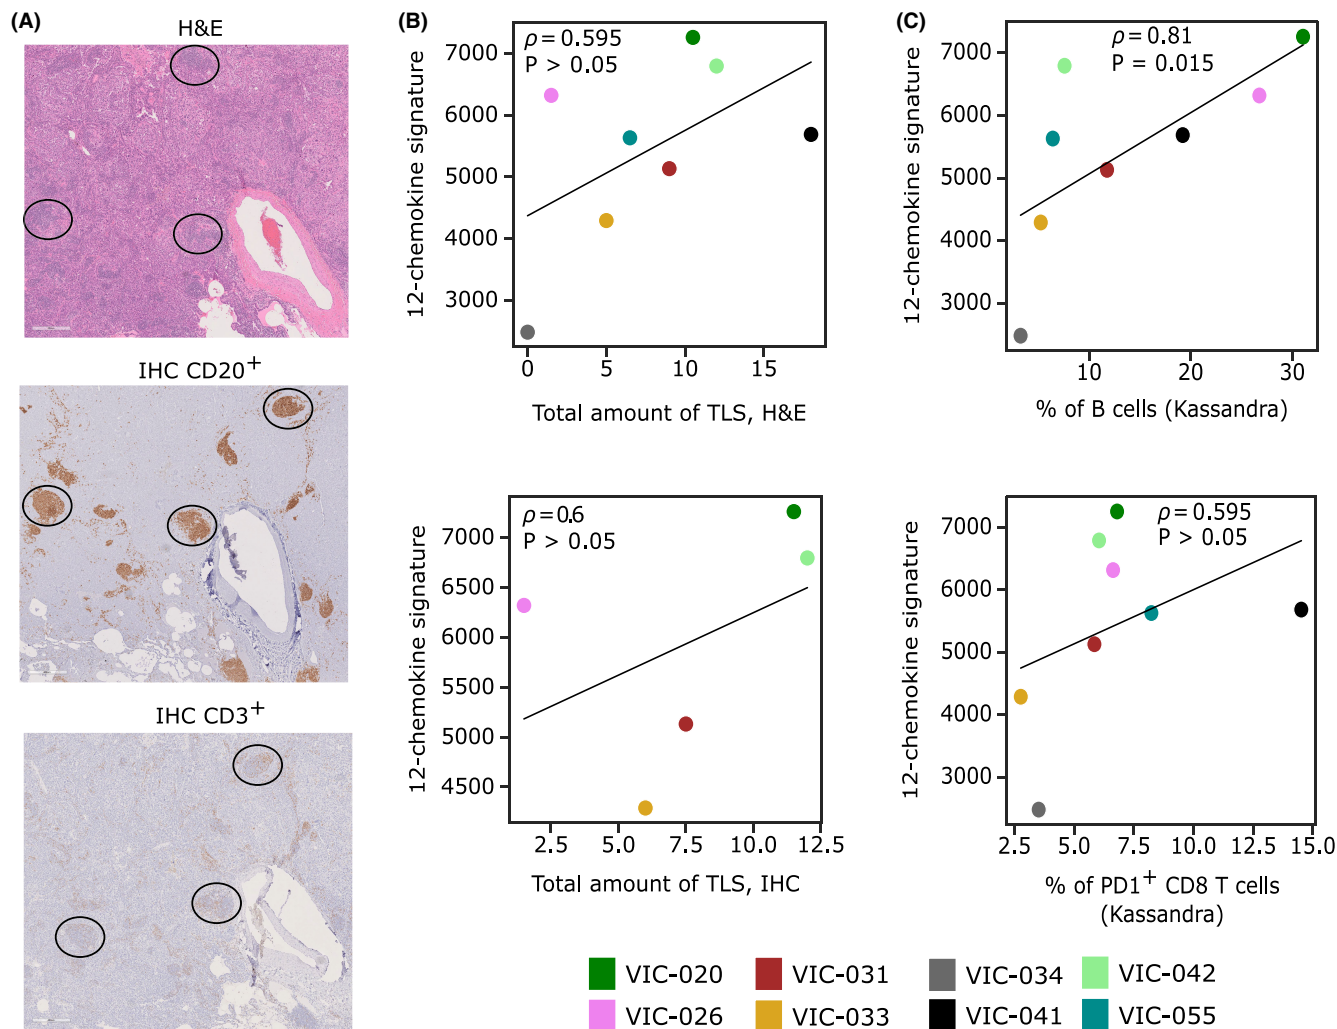 (A)
H&E
IHC CD20+
IHC CD3+
(B)
ρ = 0.595
P > 0.05
12-chemokine signature
7000
6000
5000
4000
3000
0 5 10 15
Total amount of TLS, H&E
ρ = 0.6
P > 0.05
12-chemokine signature
7000
6500
6000
5500
5000
4500
2.5 5.0 7.5 10.0 12.5
Total amount of TLS, IHC
(C)
ρ = 0.81
P = 0.015
12-chemokine signature
7000
6000
5000
4000
3000
10 20 30
% of B cells (Kassandra)
ρ = 0.595
P > 0.05
12-chemokine signature
7000
6000
5000
4000
3000
2.5 5.0 7.5 10.0 12.5 15.0
% of PD1+ CD8 T cells
(Kassandra)
VIC-020 VIC-031 VIC-034 VIC-042
VIC-026 VIC-033 VIC-041 VIC-055